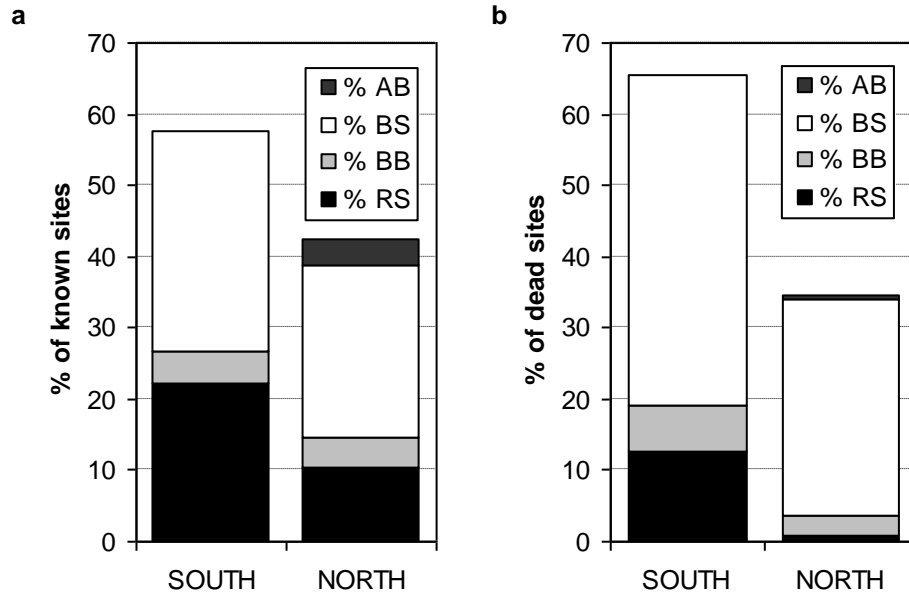 a
% of known sites
70
60
50
40
30
20
10
0
% AB
% BS
% BB
% RS
SOUTH NORTH
b
% of dead sites
70
60
50
40
30
20
10
0
% AB
% BS
% BB
% RS
SOUTH NORTH